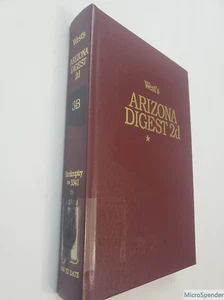 West's
ARIZONA
DIGEST 2d
3B
Bankruptcy
West's
ARIZONA
DIGEST 2d
MicroSpender